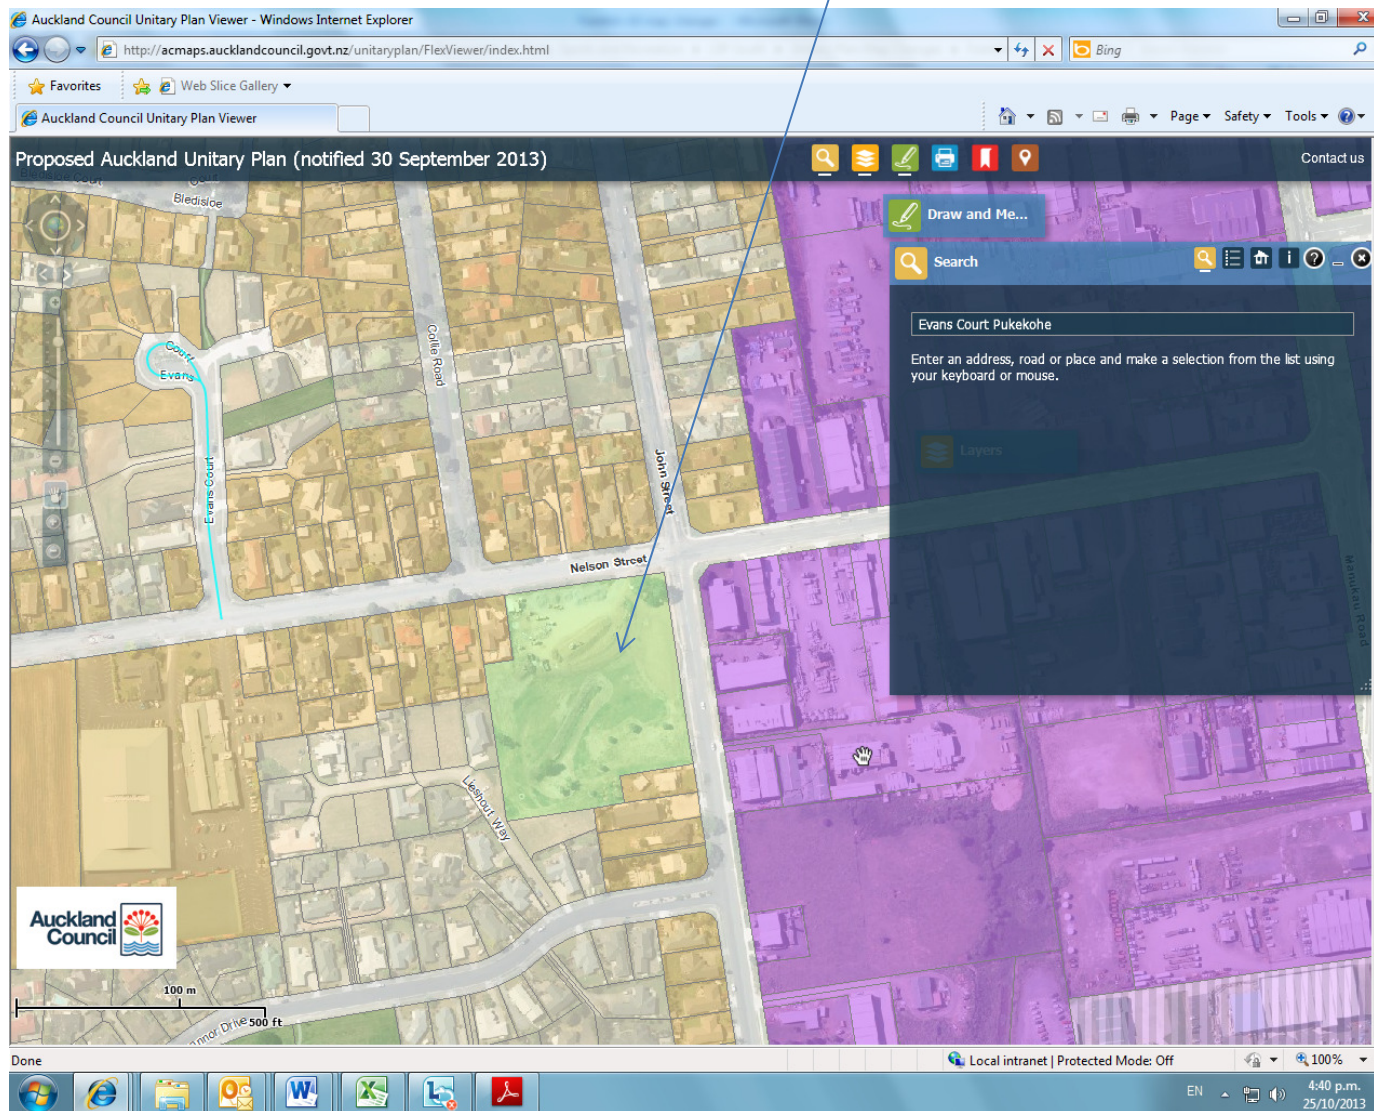 Auckland Council Unitary Plan Viewer - Windows Internet Explorer
http://acmaps.aucklandcouncil.govt.nz/unitaryplan/FlexViewer/index.html
Bing
Favorites
Web Slice Gallery
Auckland Council Unitary Plan Viewer
Page
Safety
Tools
Proposed Auckland Unitary Plan (notified 30 September 2013)
Contact us
Bledisloe
Draw and Me...
Search
Evans Court Pukekohe
Enter an address, road or place and make a selection from the list using
your keyboard or mouse.
Layers
Court
Evans
Collie Road
Evans Court
John Street
Nelson Street
Manukau Road
Lieshout Way
Auckland
Council
100 m
500 ft
nnor Drive
Done
Local intranet | Protected Mode: Off
100%
EN
4:40 p.m.
25/10/2013